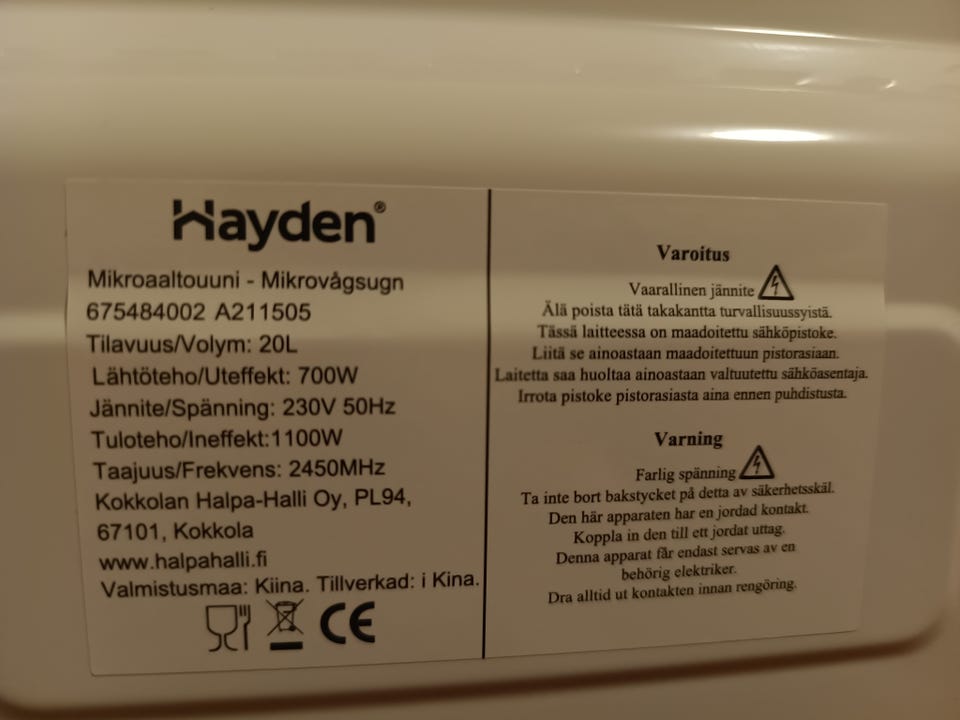 Hayden®
Mikroaaltouuni - Mikrovågsugn
675484002 A211505
Tilavuus/Volym: 20L
Lähtöteho/Uteffekt: 700W
Jännite/Spänning: 230V 50Hz
Tuloteho/Ineffekt:1100W
Taajuus/Frekvens: 2450MHz
Kokkolan Halpa-Halli Oy, PL94,
67101, Kokkola
www.halpahalli.fi
Valmistusmaa: Kiina. Tillverkad: i Kina.
CE
Varoitus
Vaarallinen jännite
Älä poista tätä takakantta turvallisuussyistä.
Tässä laitteessa on maadoitettu sähköpistoke.
Liitä se ainoastaan maadoitettuun pistorasiaan.
Laitetta saa huoltaa ainoastaan valtuutettu sähköasentaja.
Irrota pistoke pistorasiasta aina ennen puhdistusta.
Varning
Farlig spänning
Ta inte bort bakstycket på detta av säkerhetsskäl.
Den här apparaten har en jordad kontakt.
Koppla in den till ett jordat uttag.
Denna apparat får endast servas av en
behörig elektriker.
Dra alltid ut kontakten innan rengöring.